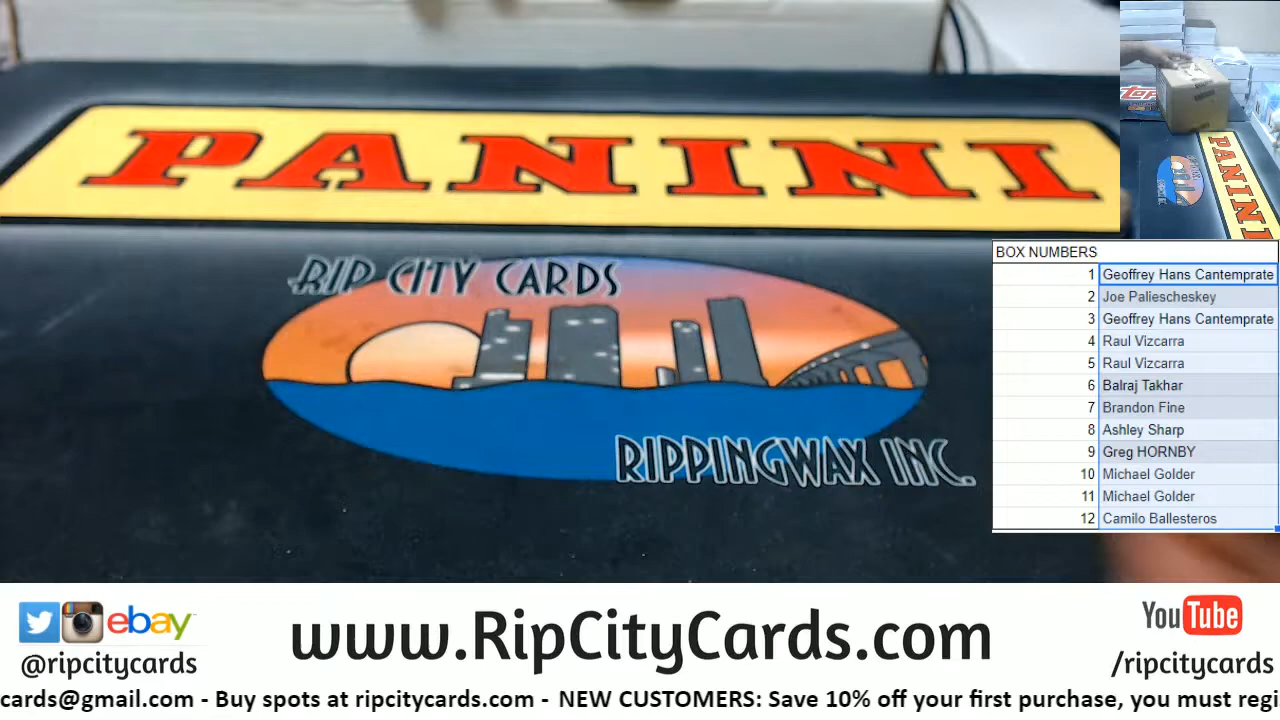 PANINI
RIP CITY CARDS
RIPPINGWAX INC.
PANINI
BOX NUMBERS
1 Geoffrey Hans Cantemprate
2 Joe Paliescheskey
3 Geoffrey Hans Cantemprate
4 Raul Vizcarra
5 Raul Vizcarra
6 Balraj Takhar
7 Brandon Fine
8 Ashley Sharp
9 Greg HORNBY
10 Michael Golder
11 Michael Golder
12 Camilo Ballesteros
ebay
@ripcitycards
www.RipCityCards.com
YouTube
/ripcitycards
cards@gmail.com - Buy spots at ripcitycards.com - NEW CUSTOMERS: Save 10% off your first purchase, you must regi